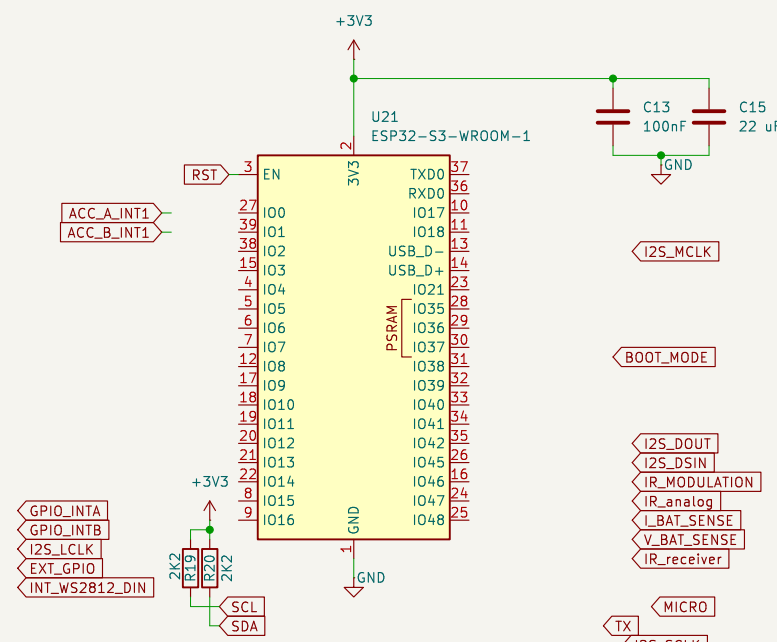 +3V3
U21
ESP32-S3-WROOM-1
C13
100nF
C15
22 uF
GND
2
3V3
RST
3
EN
TXD0
37
RXD0
36
ACC_A_INT1
27
IO0
IO17
10
ACC_B_INT1
39
IO1
IO18
11
38
IO2
USB_D-
13
I2S_MCLK
15
IO3
USB_D+
14
4
IO4
IO21
23
5
IO5
IO35
28
6
IO6
IO36
29
PSRAM
7
IO7
IO37
30
BOOT_MODE
12
IO8
IO38
31
17
IO9
IO39
32
18
IO10
IO40
33
19
IO11
IO41
34
20
IO12
IO42
35
I2S_DOUT
21
IO13
IO45
26
I2S_DSIN
22
IO14
IO46
16
IR_MODULATION
+3V3
8
IO15
IO47
24
IR_analog
9
IO16
IO48
25
I_BAT_SENSE
GPIO_INTA
GPIO_INTB
I2S_LCLK
EXT_GPIO
INT_WS2812_DIN
V_BAT_SENSE
IR_receiver
GND
1
GND
2K2
R19
R20
2K2
SCL
SDA
MICRO
TX